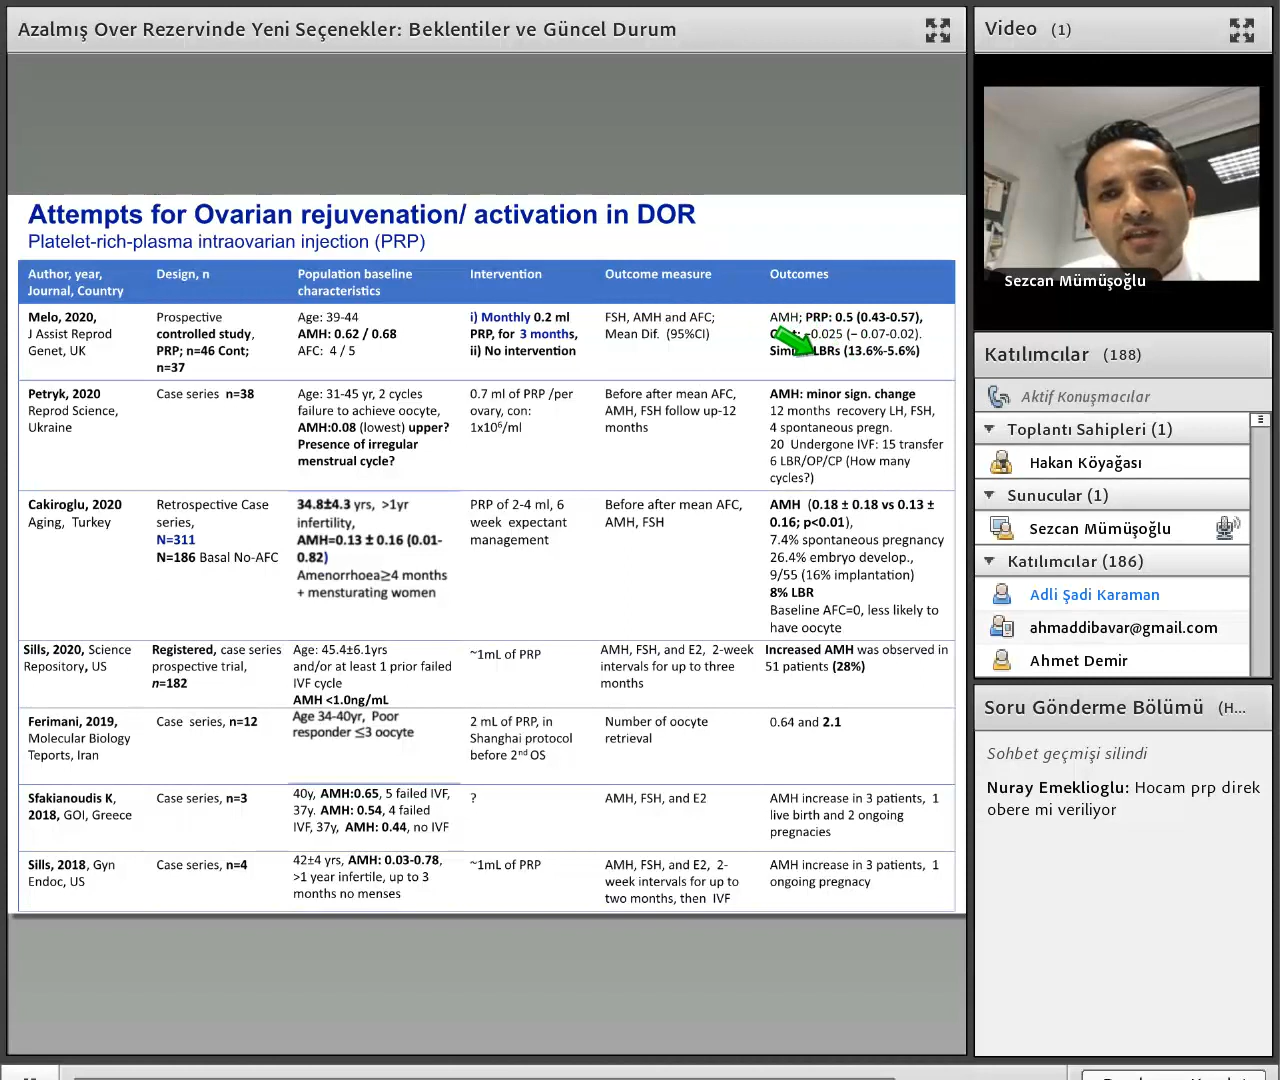 Azalmış Over Rezervinde Yeni Seçenekler: Beklentiler ve Güncel Durum
Attempts for Ovarian rejuvenation/ activation in DOR
Platelet-rich-plasma intraovarian injection (PRP)
Author, year,
Journal, Country
Design, n
Population baseline
characteristics
Intervention
Outcome measure
Outcomes
Melo, 2020,
J Assist Reprod
Genet, UK
Prospective
controlled study,
PRP; n=46 Cont;
n=37
Age: 39-44
AMH: 0.62 / 0.68
AFC: 4 / 5
i) Monthly 0.2 ml
PRP, for 3 months,
ii) No intervention
FSH, AMH and AFC;
Mean Dif. (95%CI)
AMH; PRP: 0.5 (0.43-0.57),
−0.025 (− 0.07-0.02).
LBRs (13.6%-5.6%)
Petryk, 2020
Reprod Science,
Ukraine
Case series n=38
Age: 31-45 yr, 2 cycles
failure to achieve oocyte,
AMH:0.08 (lowest) upper?
Presence of irregular
menstrual cycle?
0.7 ml of PRP /per
ovary, con:
1x10⁶/ml
Before after mean AFC,
AMH, FSH follow up-12
months
AMH: minor sign. change
12 months recovery LH, FSH,
4 spontaneous pregn.
20 Undergone IVF: 15 transfer
6 LBR/OP/CP (How many
cycles?)
Cakiroglu, 2020
Aging, Turkey
Retrospective Case
series,
N=311
N=186 Basal No-AFC
34.8±4.3 yrs, >1yr
infertility,
AMH=0.13 ± 0.16 (0.01-
0.82)
Amenorrhoea≥4 months
+ mensturating women
PRP of 2-4 ml, 6
week expectant
management
Before after mean AFC,
AMH, FSH
AMH (0.18 ± 0.18 vs 0.13 ±
0.16; p<0.01),
7.4% spontaneous pregnancy
26.4% embryo develop.,
9/55 (16% implantation)
8% LBR
Baseline AFC=0, less likely to
have oocyte
Sills, 2020, Science
Repository, US
Registered, case series
prospective trial,
n=182
Age: 45.4±6.1yrs
and/or at least 1 prior failed
IVF cycle
AMH <1.0ng/mL
~1mL of PRP
AMH, FSH, and E2, 2-week
intervals for up to three
months
Increased AMH was observed in
51 patients (28%)
Ferimani, 2019,
Molecular Biology
Teports, Iran
Case series, n=12
Age 34-40yr, Poor
responder ≤3 oocyte
2 mL of PRP, in
Shanghai protocol
before 2nd OS
Number of oocyte
retrieval
0.64 and 2.1
Sfakianoudis K,
2018, GOI, Greece
Case series, n=3
40y, AMH:0.65, 5 failed IVF,
37y. AMH: 0.54, 4 failed
IVF, 37y, AMH: 0.44, no IVF
?
AMH, FSH, and E2
AMH increase in 3 patients, 1
live birth and 2 ongoing
pregnancies
Sills, 2018, Gyn
Endoc, US
Case series, n=4
42±4 yrs, AMH: 0.03-0.78,
>1 year infertile, up to 3
months no menses
~1mL of PRP
AMH, FSH, and E2, 2-
week intervals for up to
two months, then IVF
AMH increase in 3 patients, 1
ongoing pregnancy
Video (1)
Sezcan Mümüşoğlu
Katılımcılar (188)
Aktif Konuşmacılar
Toplantı Sahipleri (1)
Hakan Köyağası
Sunucular (1)
Sezcan Mümüşoğlu
Katılımcılar (186)
Adli Şadi Karaman
ahmaddibavar@gmail.com
Ahmet Demir
Soru Gönderme Bölümü (H...
Sohbet geçmişi silindi
Nuray Emeklioglu: Hocam prp direk
obere mi veriliyor